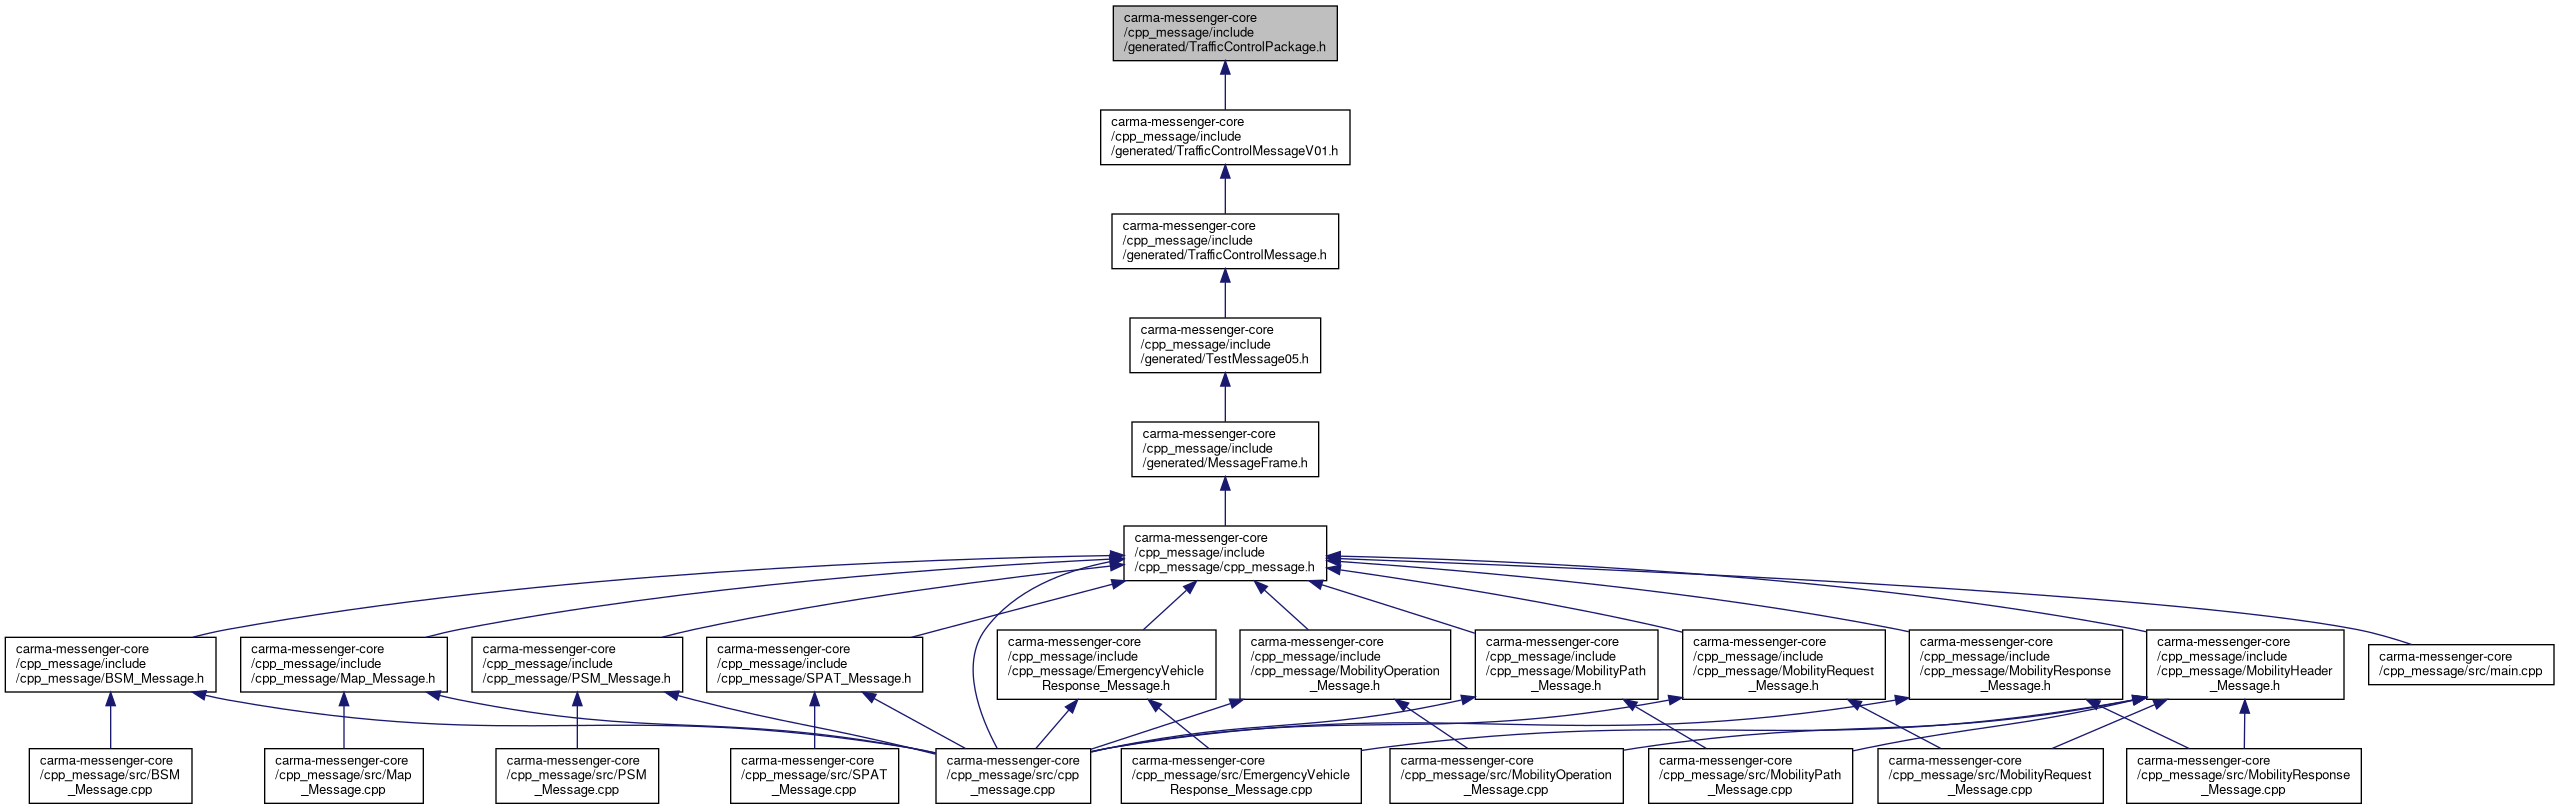 carma-messenger-core
/cpp_message/include
/generated/TrafficControlPackage.h
carma-messenger-core
/cpp_message/include
/generated/TrafficControlMessageV01.h
carma-messenger-core
/cpp_message/include
/generated/TrafficControlMessage.h
carma-messenger-core
/cpp_message/include
/generated/TestMessage05.h
carma-messenger-core
/cpp_message/include
/generated/MessageFrame.h
carma-messenger-core
/cpp_message/include
/cpp_message/cpp_message.h
carma-messenger-core
/cpp_message/include
/cpp_message/BSM_Message.h
carma-messenger-core
/cpp_message/include
/cpp_message/Map_Message.h
carma-messenger-core
/cpp_message/include
/cpp_message/PSM_Message.h
carma-messenger-core
/cpp_message/include
/cpp_message/SPAT_Message.h
carma-messenger-core
/cpp_message/include
/cpp_message/EmergencyVehicle
Response_Message.h
carma-messenger-core
/cpp_message/include
/cpp_message/MobilityOperation
_Message.h
carma-messenger-core
/cpp_message/include
/cpp_message/MobilityPath
_Message.h
carma-messenger-core
/cpp_message/include
/cpp_message/MobilityRequest
_Message.h
carma-messenger-core
/cpp_message/include
/cpp_message/MobilityResponse
_Message.h
carma-messenger-core
/cpp_message/include
/cpp_message/MobilityHeader
_Message.h
carma-messenger-core
/cpp_message/src/main.cpp
carma-messenger-core
/cpp_message/src/BSM
_Message.cpp
carma-messenger-core
/cpp_message/src/Map
_Message.cpp
carma-messenger-core
/cpp_message/src/PSM
_Message.cpp
carma-messenger-core
/cpp_message/src/SPAT
_Message.cpp
carma-messenger-core
/cpp_message/src/cpp
_message.cpp
carma-messenger-core
/cpp_message/src/EmergencyVehicle
Response_Message.cpp
carma-messenger-core
/cpp_message/src/MobilityOperation
_Message.cpp
carma-messenger-core
/cpp_message/src/MobilityPath
_Message.cpp
carma-messenger-core
/cpp_message/src/MobilityRequest
_Message.cpp
carma-messenger-core
/cpp_message/src/MobilityResponse
_Message.cpp